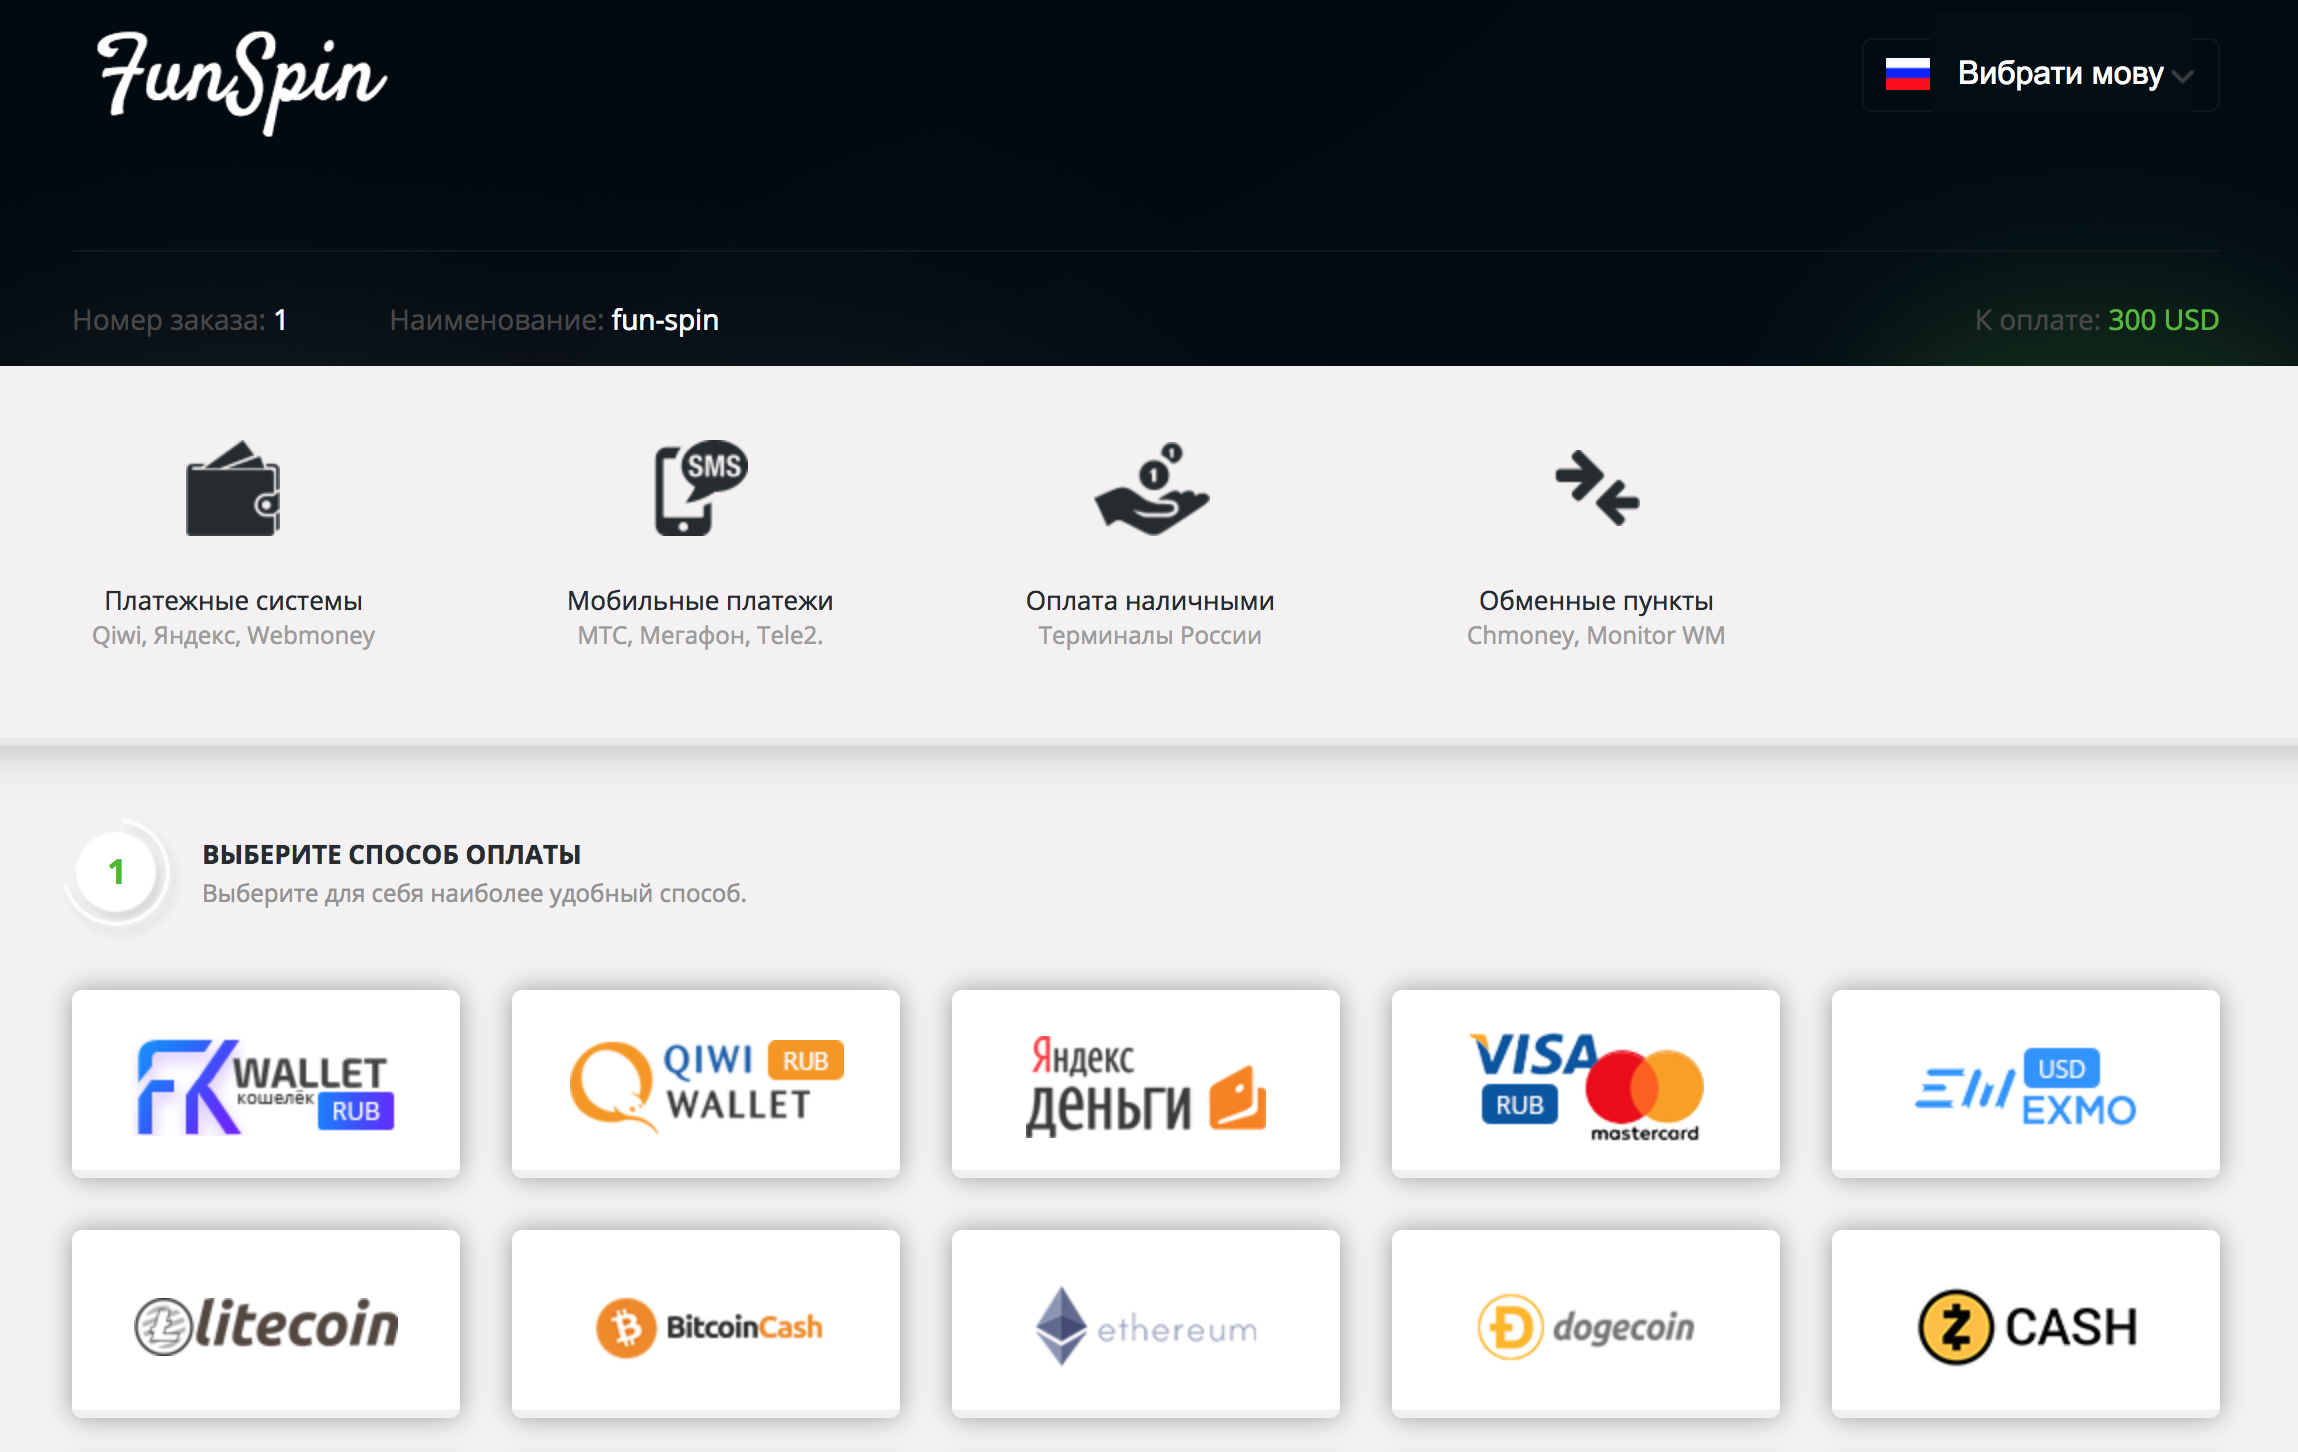 FunSpin
Вибрати мову
Номер заказа: 1
Наименование: fun-spin
К оплате: 300 USD
SMS
1
1
Платежные системы
Qiwi, Яндекс, Webmoney
Мобильные платежи
МТС, Мегафон, Tele2.
Оплата наличными
Терминалы России
Обменные пункты
Chmoney, Monitor WM
1
ВЫБЕРИТЕ СПОСОБ ОПЛАТЫ
Выберите для себя наиболее удобный способ.
FK WALLET
кошелёк RUB
QIWI RUB
WALLET
Яндекс
деньги
VISA
RUB
mastercard
USD
EM EXMO
litecoin
BitcoinCash
ethereum
dogecoin
CASH